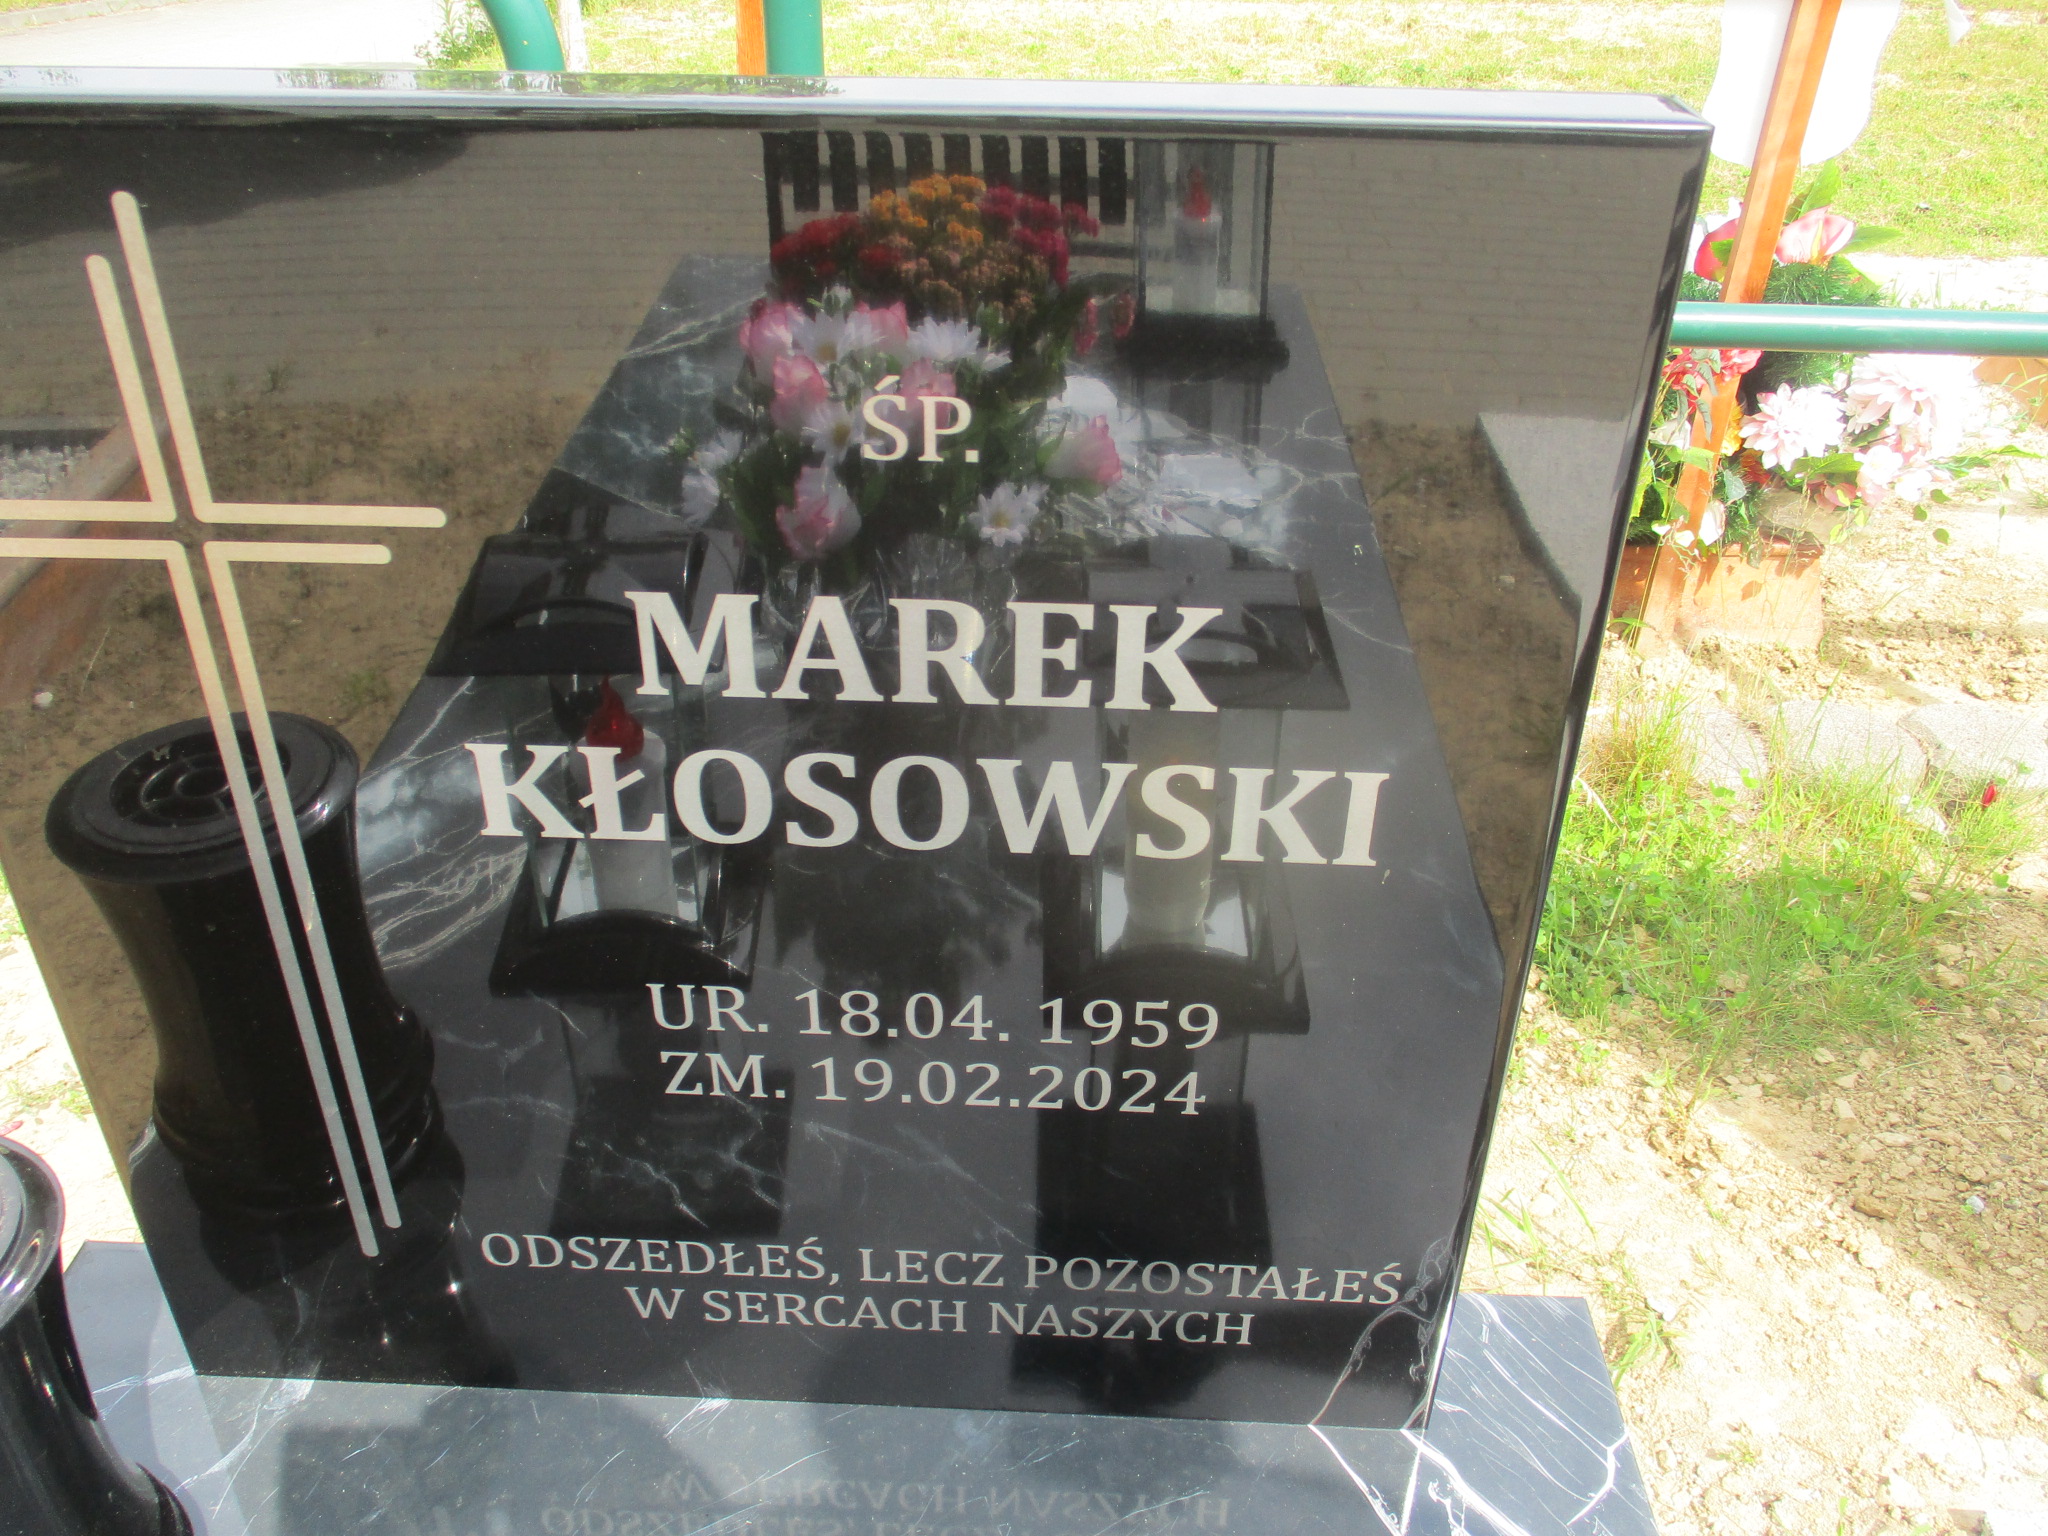 ŚP.
MAREK
KŁOSOWSKI
UR. 18.04. 1959
ZM. 19.02.2024
ODSZEDŁEŚ, LECZ POZOSTAŁEŚ
W SERCACH NASZYCH